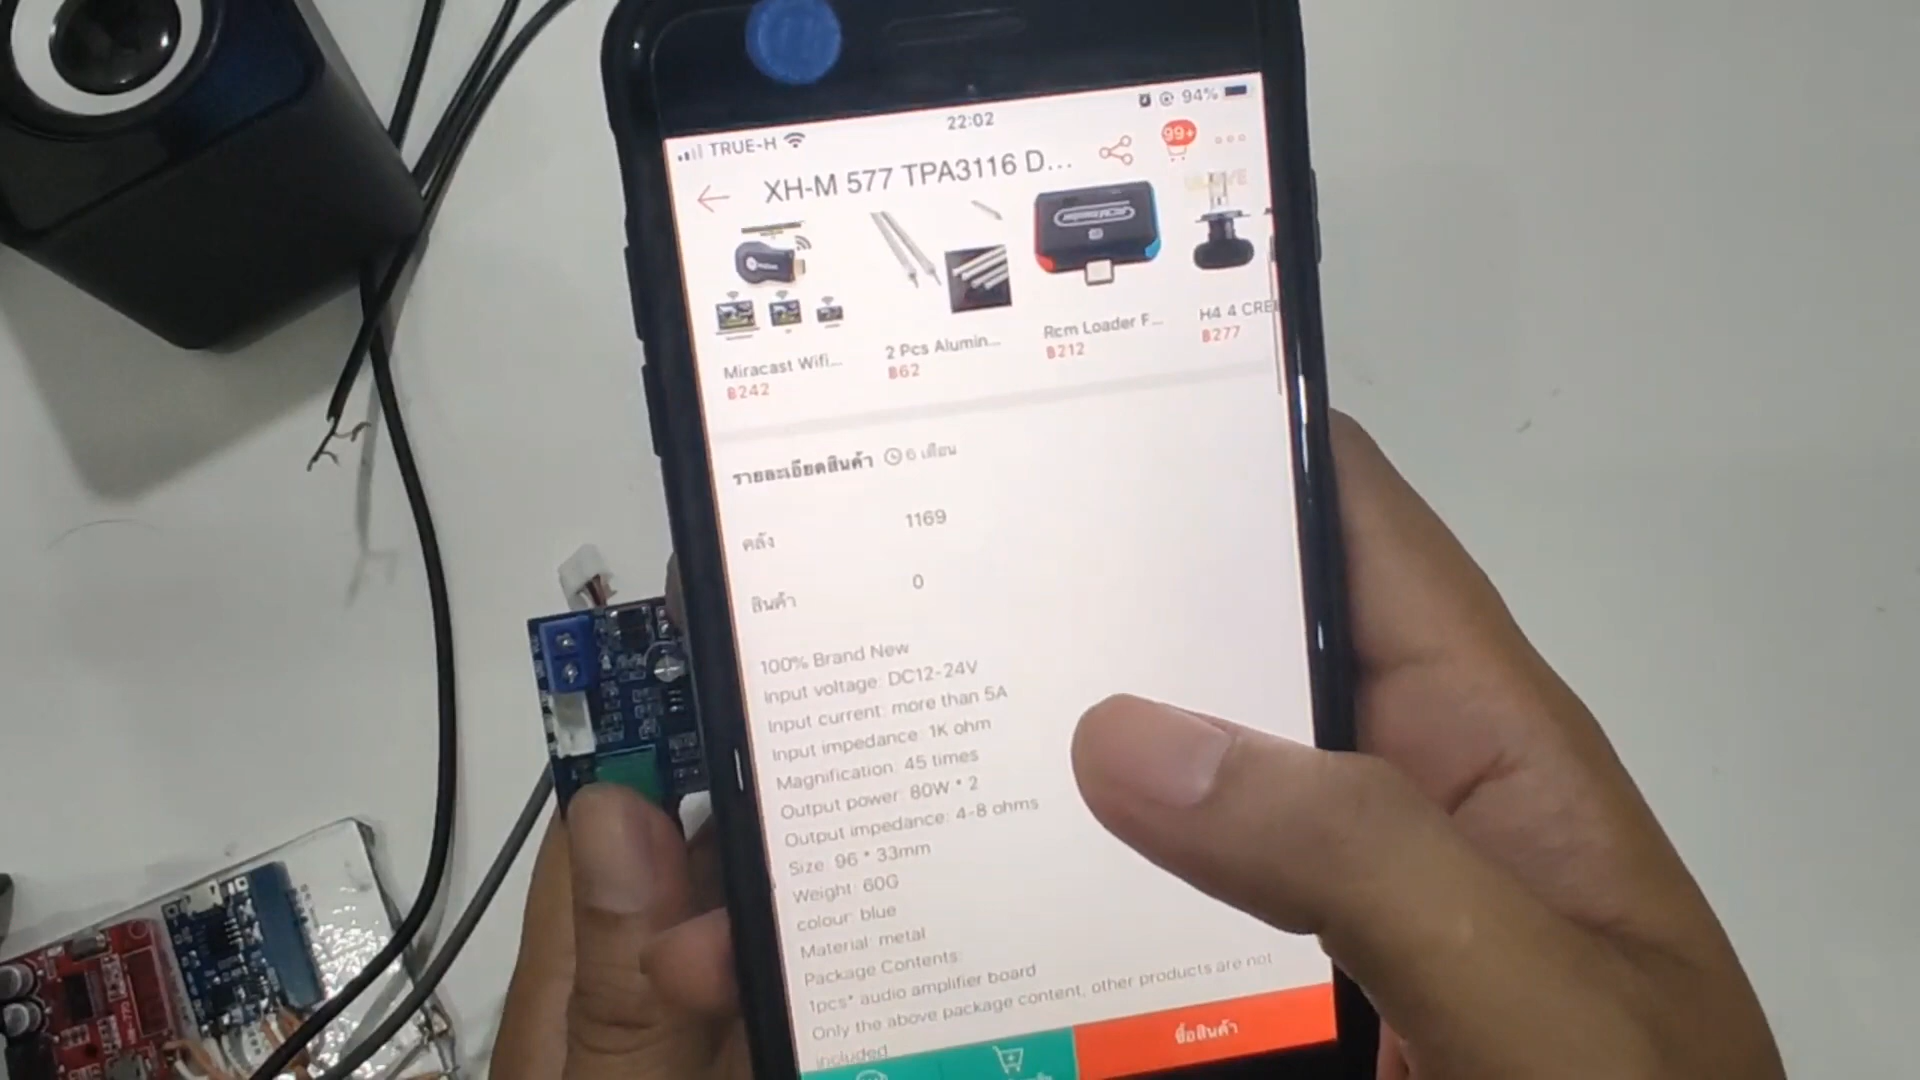 TRUE-H
22:02
94%
XH-M 577 TPA3116 D...
99+
Miracast Wifi...
฿242
2 Pcs Alumin...
฿62
Rcm Loader F...
฿212
H4 4 CRE
฿277
รายละเอียดสินค้า 6 เดือน
คลัง 1169
สินค้า 0
100% Brand New
Input voltage: DC12-24V
Input current: more than 5A
Input impedance: 1K ohm
Magnification: 45 times
Output power: 80W * 2
Output impedance: 4-8 ohms
Size: 96 * 33mm
Weight: 60G
colour: blue
Material: metal
Package Contents:
1pcs* audio amplifier board
Only the above package content, other products are not
included
ซื้อสินค้า